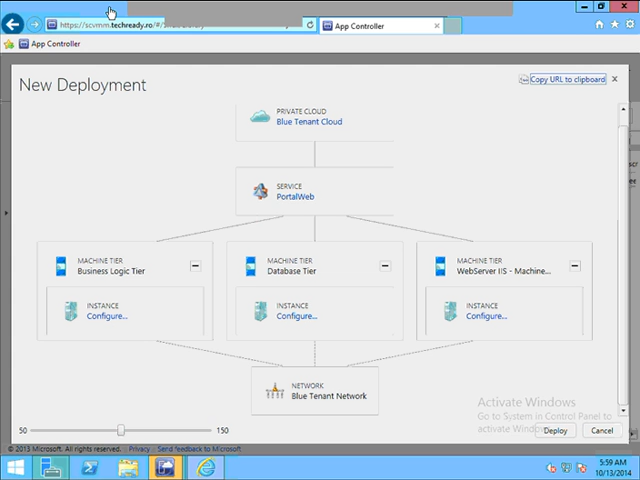 https://scvmm.techready.ro/#/
App Controller
App Controller
New Deployment
Copy URL to clipboard
PRIVATE CLOUD
Blue Tenant Cloud
SERVICE
PortalWeb
MACHINE TIER
Business Logic Tier
MACHINE TIER
Database Tier
MACHINE TIER
WebServer IIS - Machine...
INSTANCE
Configure...
INSTANCE
Configure...
INSTANCE
Configure...
NETWORK
Blue Tenant Network
Activate Windows
Go to System in Control Panel to
activate Windows.
50
150
Deploy
Cancel
© 2013 Microsoft. All rights reserved.
Privacy
Send feedback to Microsoft
5:59 AM
10/13/2014